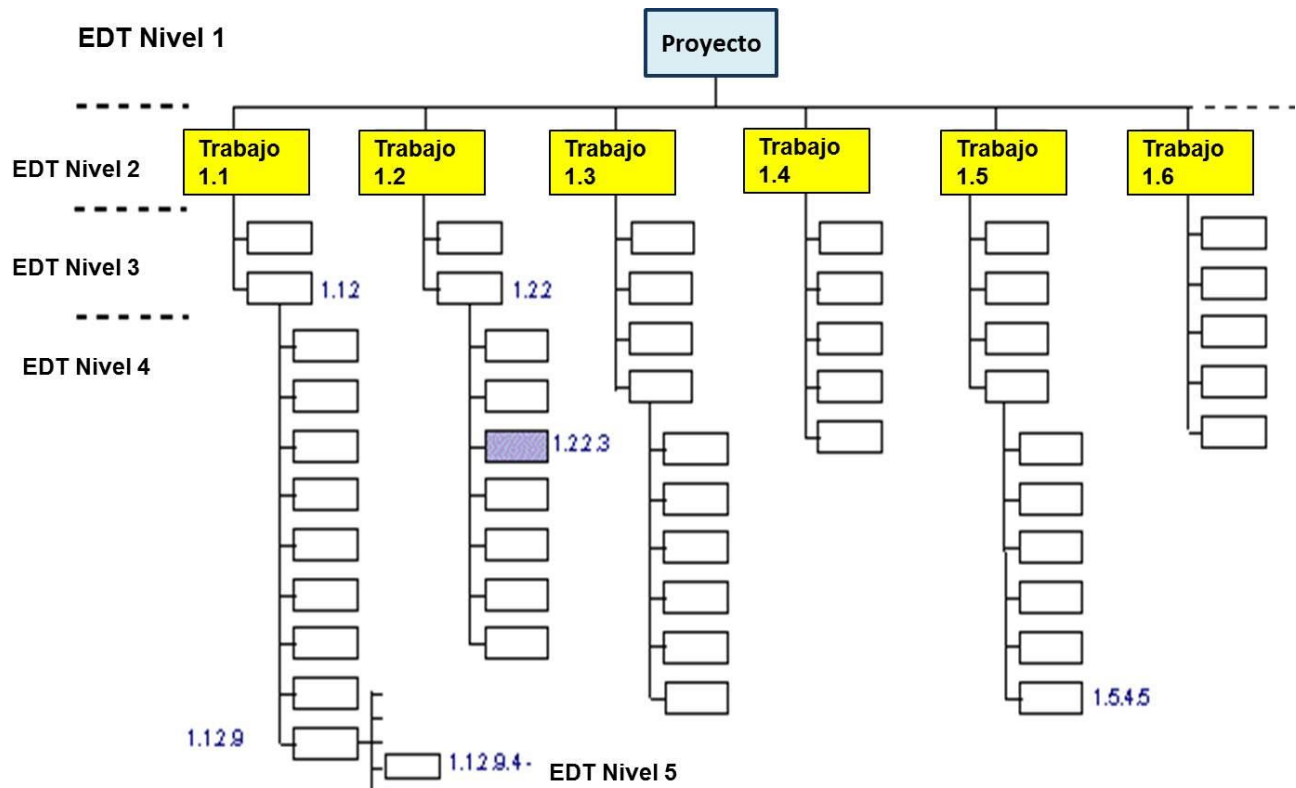 EDT Nivel 1
Proyecto
EDT Nivel 2
Trabajo
1.1
Trabajo
1.2
Trabajo
1.3
Trabajo
1.4
Trabajo
1.5
Trabajo
1.6
EDT Nivel 3
1.1.2
1.2.2
EDT Nivel 4
1.2.2.3
1.5.4.5
1.1.2.9
1.1.2.9.4 -
EDT Nivel 5